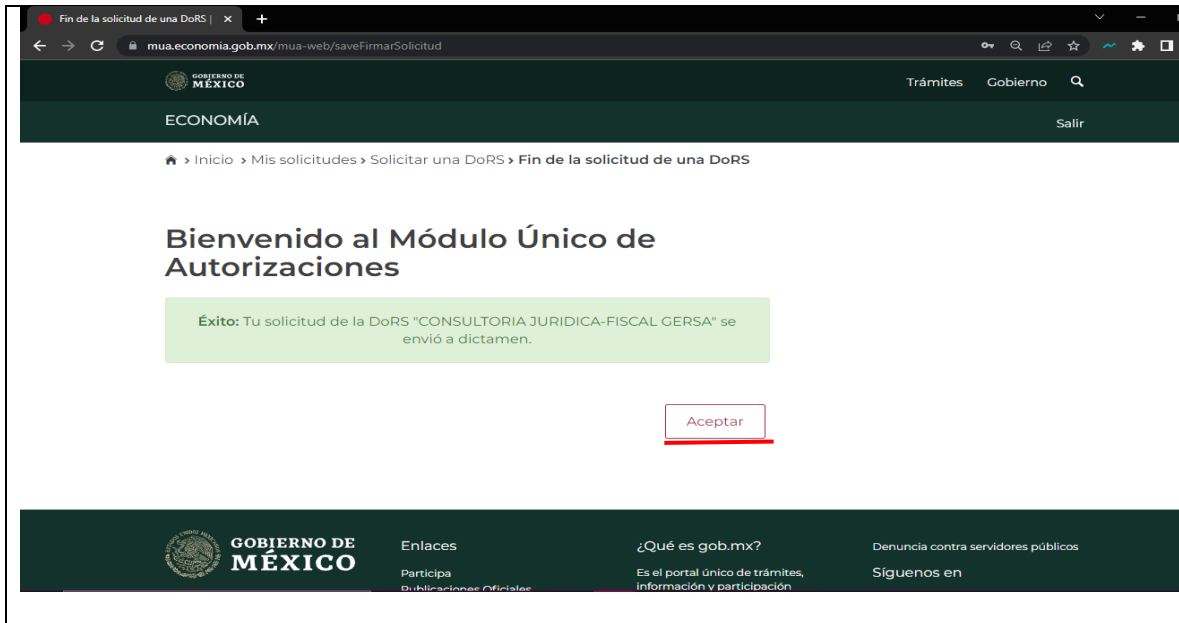 Fin de la solicitud de una DoRS |
mua.economia.gob.mx/mua-web/saveFirmarSolicitud
GOBIERNO DE
MÉXICO
Trámites Gobierno
ECONOMÍA
Salir
Inicio > Mis solicitudes > Solicitar una DoRS > Fin de la solicitud de una DoRS
Bienvenido al Módulo Único de
Autorizaciones
Éxito: Tu solicitud de la DoRS "CONSULTORIA JURIDICA-FISCAL GERSA" se
envió a dictamen.
Aceptar
GOBIERNO DE
MÉXICO
Enlaces
Participa
Publicaciones Oficiales
¿Qué es gob.mx?
Es el portal único de trámites,
información y participación
Denuncia contra servidores públicos
Síguenos en